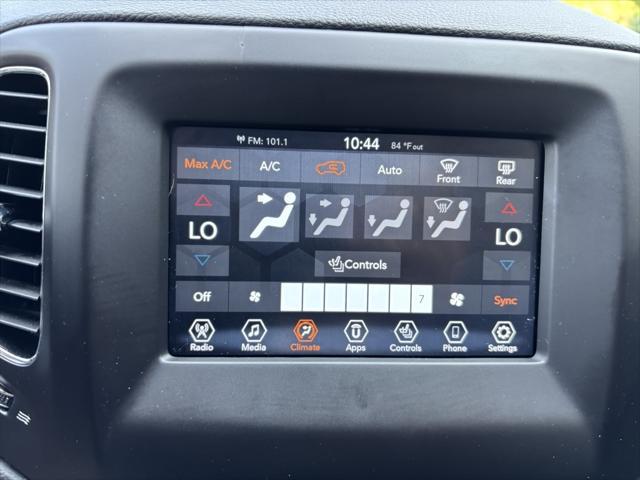 FM: 101.1 10:44 84 °F out
Max A/C A/C Auto Front Rear
LO LO
Controls
Off 7 Sync
Radio Media Climate Apps Controls Phone Settings